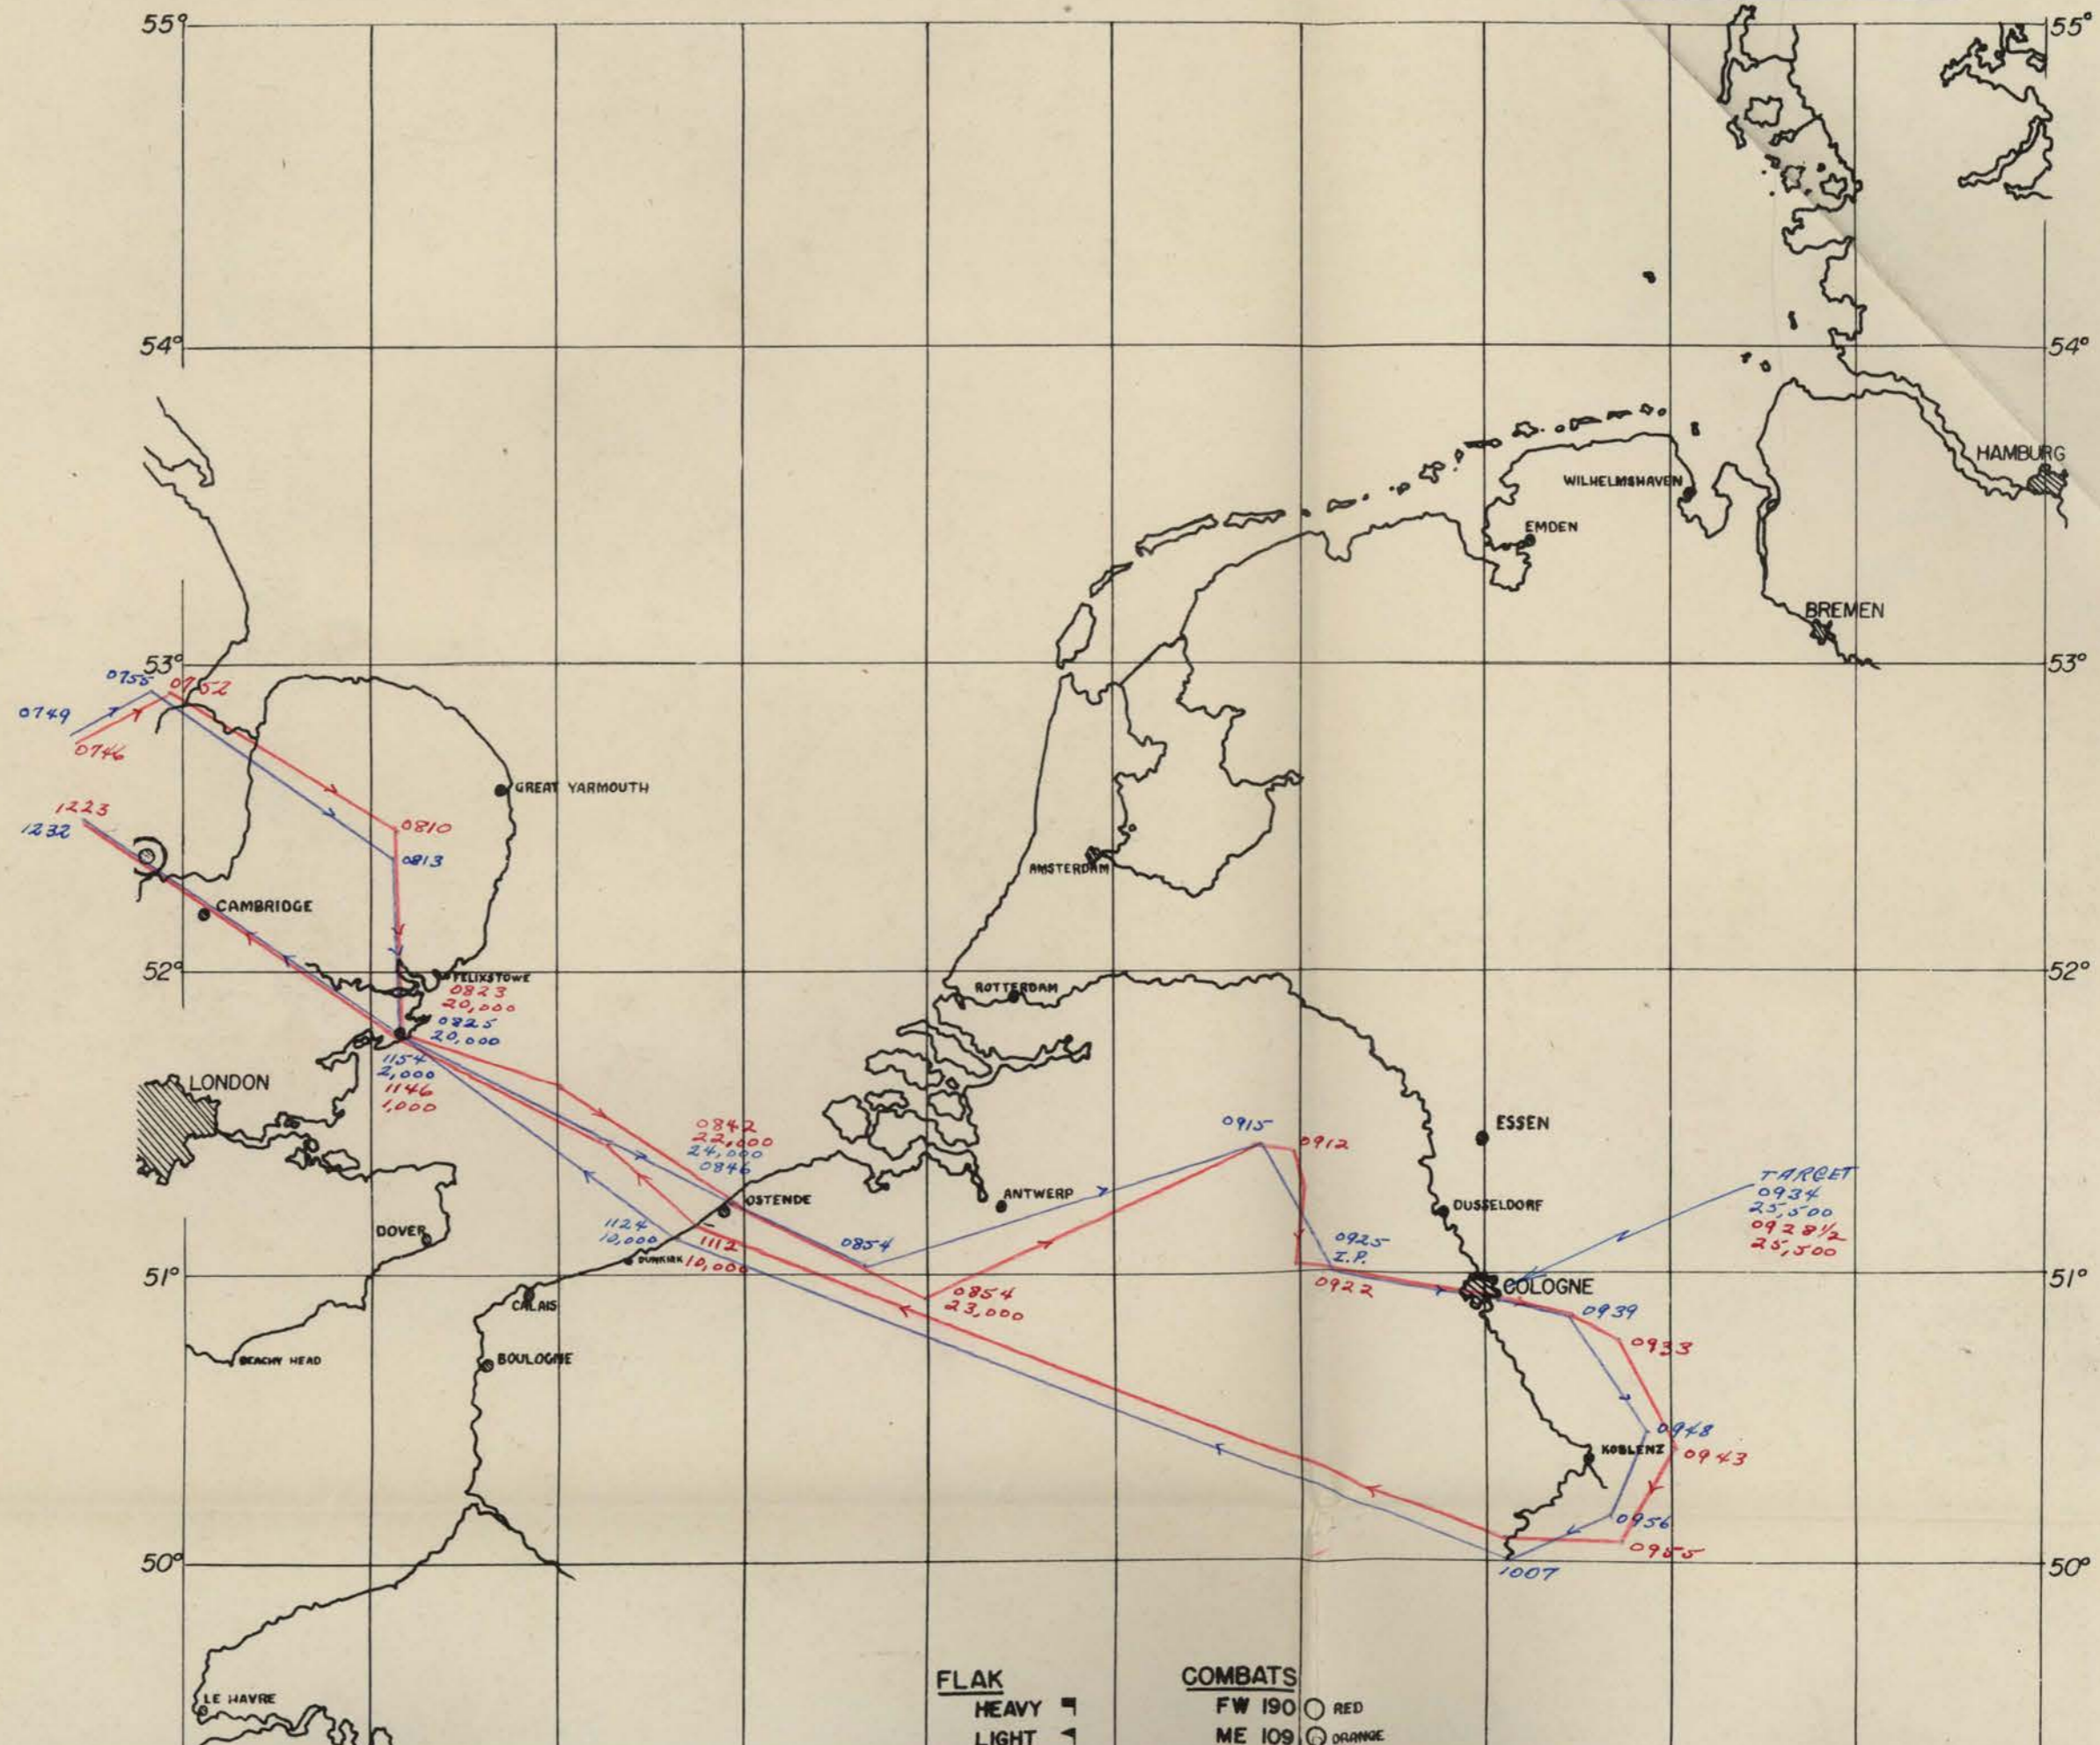 55°
55°
54°
54°
HAMBURG
WILHELMSHAVEN
EMDEN
BREMEN
53°
53°
0755
0752
0749
0746
GREAT YARMOUTH
1223
1232
0810
0813
AMSTERDAM
CAMBRIDGE
52°
52°
FELIXSTOWE
0823
20,000
0825
20,000
ROTTERDAM
1154
2,000
1146
1,000
LONDON
0842
22,000
24,000
0846
0915
0912
ESSEN
TARGET
0934
25,500
0928½
25,500
OSTENDE
ANTWERP
DUSSELDORF
DOVER
1124
10,000
1112
10,000
DUNKIRK
0854
0925
I.P.
0922
51°
51°
COLOGNE
0854
23,000
CALAIS
0939
0933
BEACHY HEAD
BOULOGNE
0948
KOBLENZ
0943
0956
0955
1007
50°
50°
LE HAVRE
FLAK
HEAVY
LIGHT
COMBATS
FW 190 RED
ME 109 ORANGE